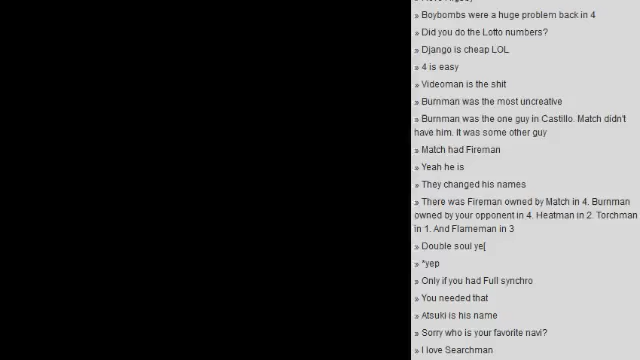 » Boybombs were a huge problem back in 4
» Did you do the Lotto numbers?
» Django is cheap LOL
» 4 is easy
» Videoman is the shit
» Burnman was the most uncreative
» Burnman was the one guy in Castillo. Match didn't
have him. It was some other guy
» Match had Fireman
» Yeah he is
» They changed his names
» There was Fireman owned by Match in 4. Burnman
owned by your opponent in 4. Heatman in 2. Torchman
in 1. And Flameman in 3
» Double soul ye[
» *yep
» Only if you had Full synchro
» You needed that
» Atsuki is his name
» Sorry who is your favorite navi?
» I love Searchman